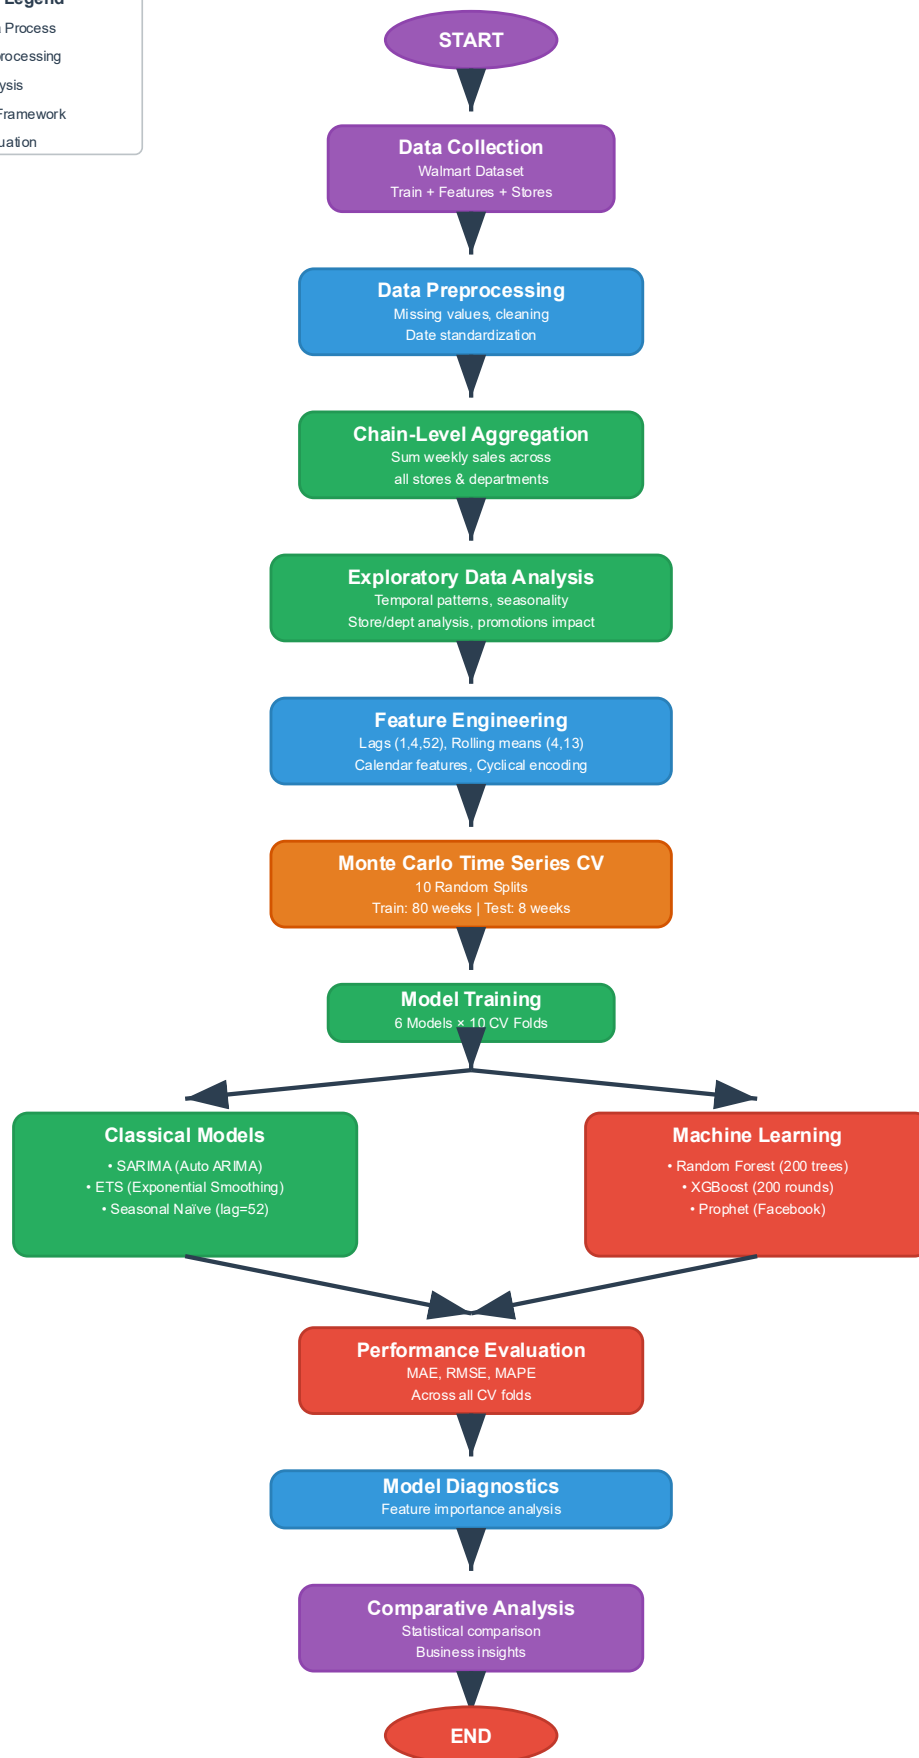 Legend
Process
ysis
Framework
START
Data Collection
Walmart Dataset
Train + Features + Stores
Data Preprocessing
Missing values, cleaning
Date standardization
Chain-Level Aggregation
Sum weekly sales across
all stores & departments
Exploratory Data Analysis
Temporal patterns, seasonality
Store/dept analysis, promotions impact
Feature Engineering
Lags (1,4,52), Rolling means (4,13)
Calendar features, Cyclical encoding
Monte Carlo Time Series CV
10 Random Splits
Train: 80 weeks | Test: 8 weeks
Model Training
6 Models × 10 CV Folds
Classical Models
• SARIMA (Auto ARIMA)
• ETS (Exponential Smoothing)
• Seasonal Naïve (lag=52)
Machine Learning
• Random Forest (200 trees)
• XGBoost (200 rounds)
• Prophet (Facebook)
Performance Evaluation
MAE, RMSE, MAPE
Across all CV folds
Model Diagnostics
Feature importance analysis
Comparative Analysis
Statistical comparison
Business insights
END